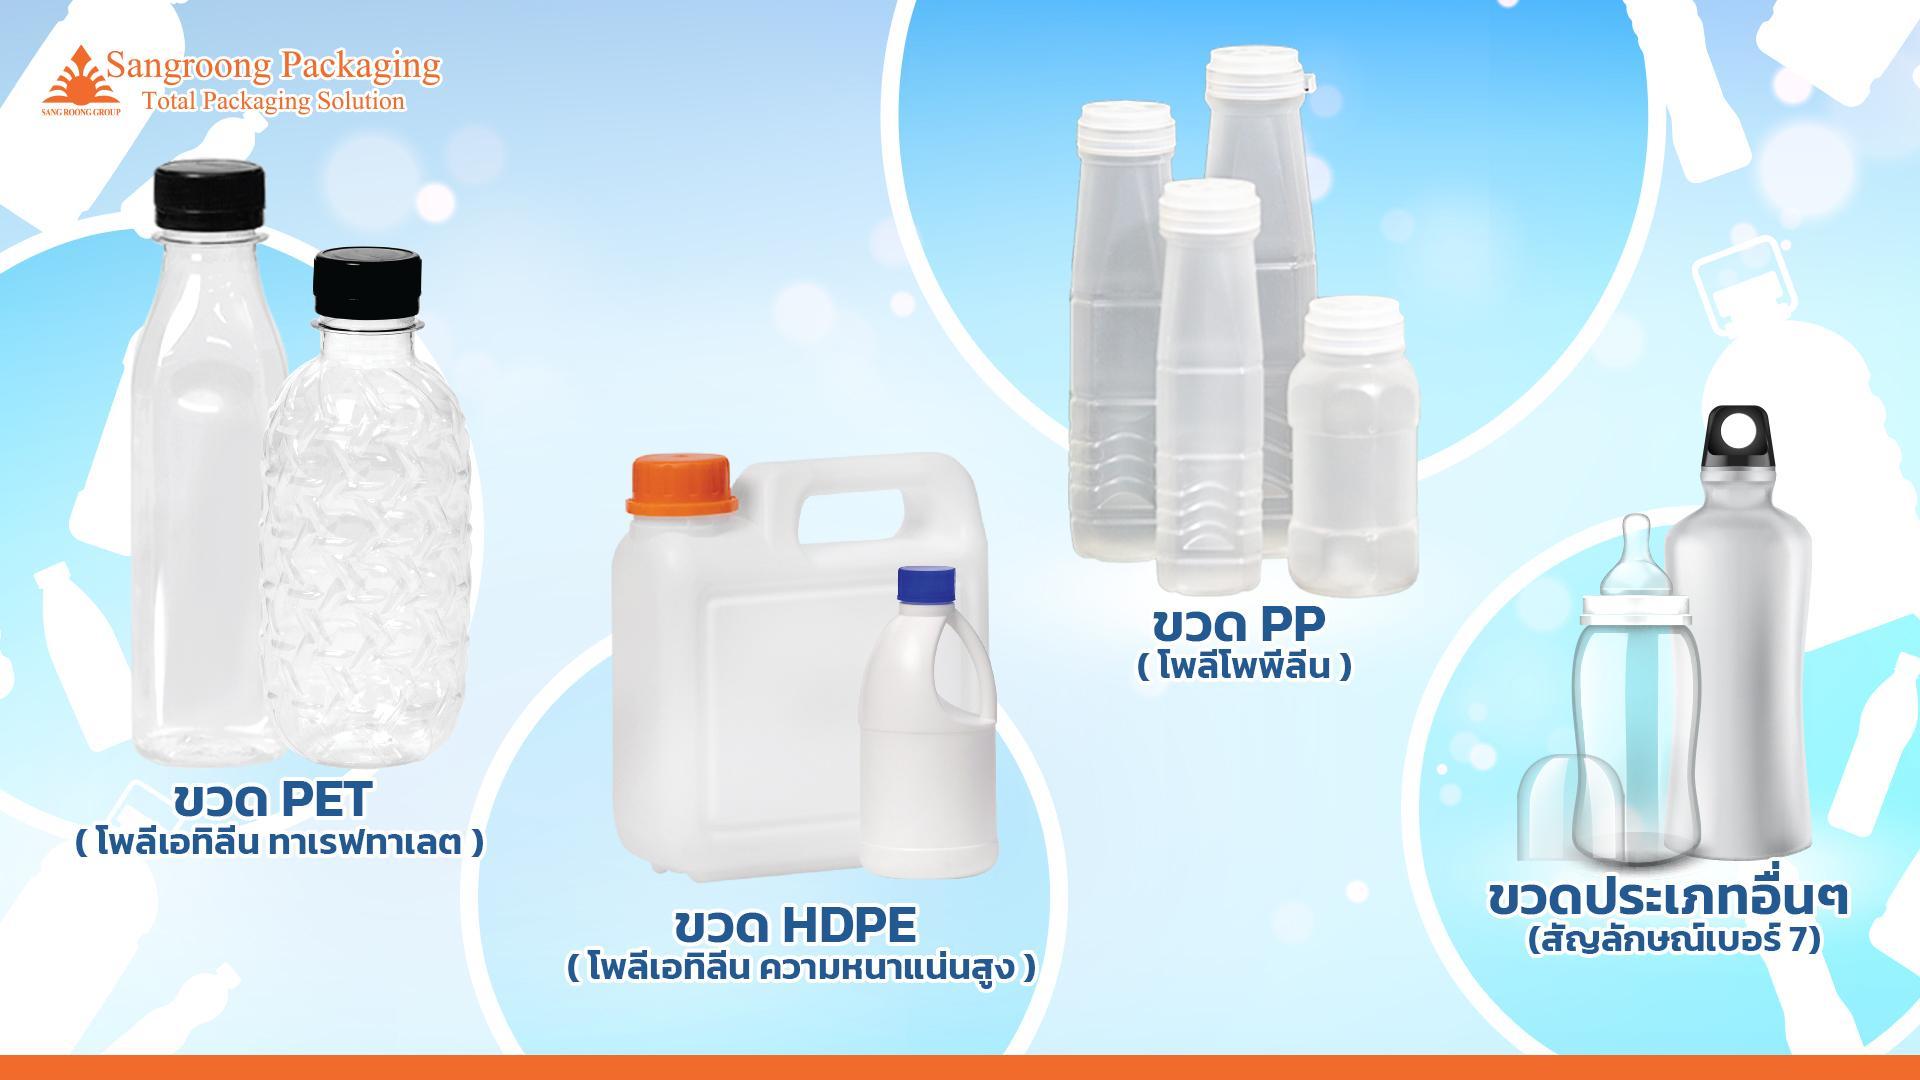 Sangroong Packaging
Total Packaging Solution
SANG ROONG GROUP
ขวด PET
( โพลีเอทิลีน ทาเรฟทาเลต )
ขวด HDPE
( โพลีเอทิลีน ความหนาแน่นสูง )
ขวด PP
( โพลีโพพีลีน )
ขวดประเภทอื่นๆ
(สัญลักษณ์เบอร์ 7)